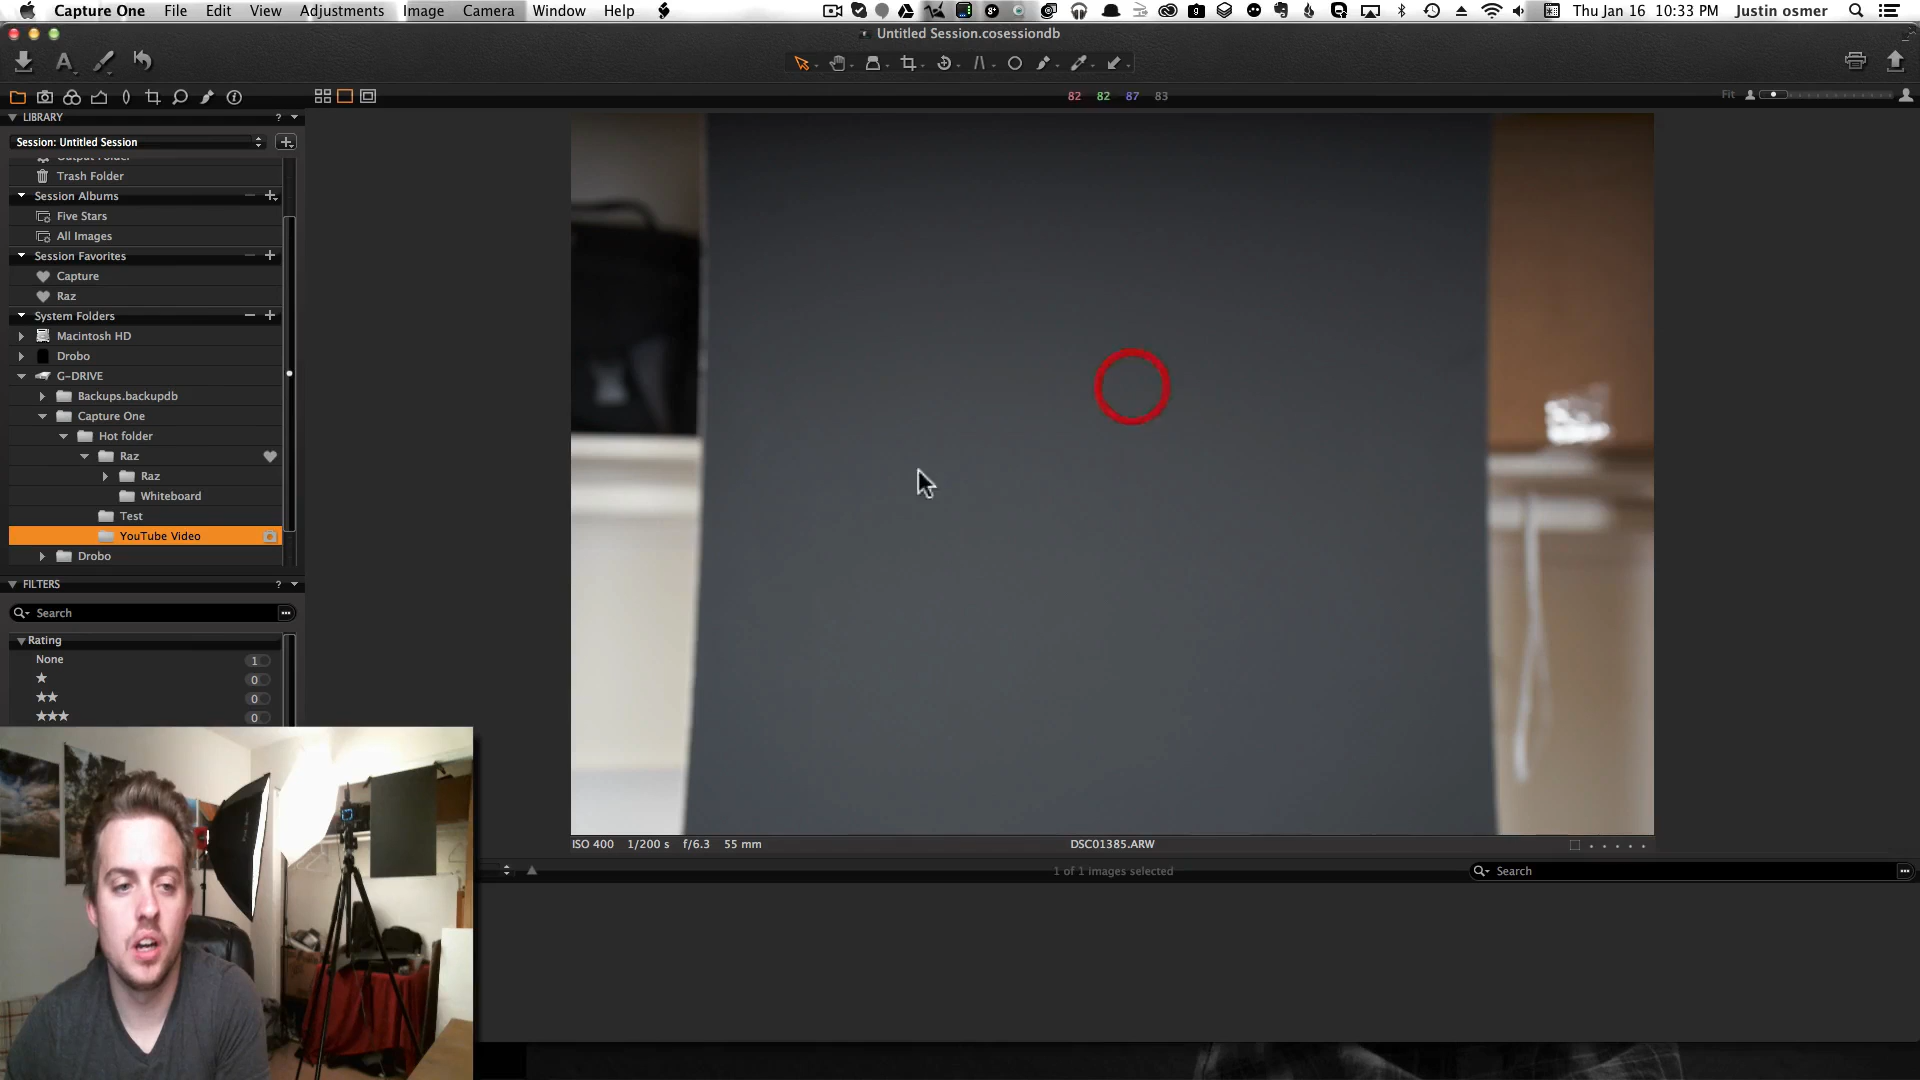 Capture One File Edit View Adjustments Image Camera Window Help
Thu Jan 16 10:33 PM Justin osmer
Untitled Session.cosessiondb
82 82 87 83
Fit
LIBRARY ?
Session: Untitled Session
Output Folder
Trash Folder
Session Albums
Five Stars
All Images
Session Favorites
Capture
Raz
System Folders
Macintosh HD
Drobo
G-DRIVE
Backups.backupdb
Capture One
Hot folder
Raz
Raz
Whiteboard
Test
YouTube Video
Drobo
FILTERS ?
Search
Rating
None 1
★ 0
★★ 0
★★★ 0
ISO 400 1/200 s f/6.3 55 mm
DSC01385.ARW
1 of 1 images selected
Search